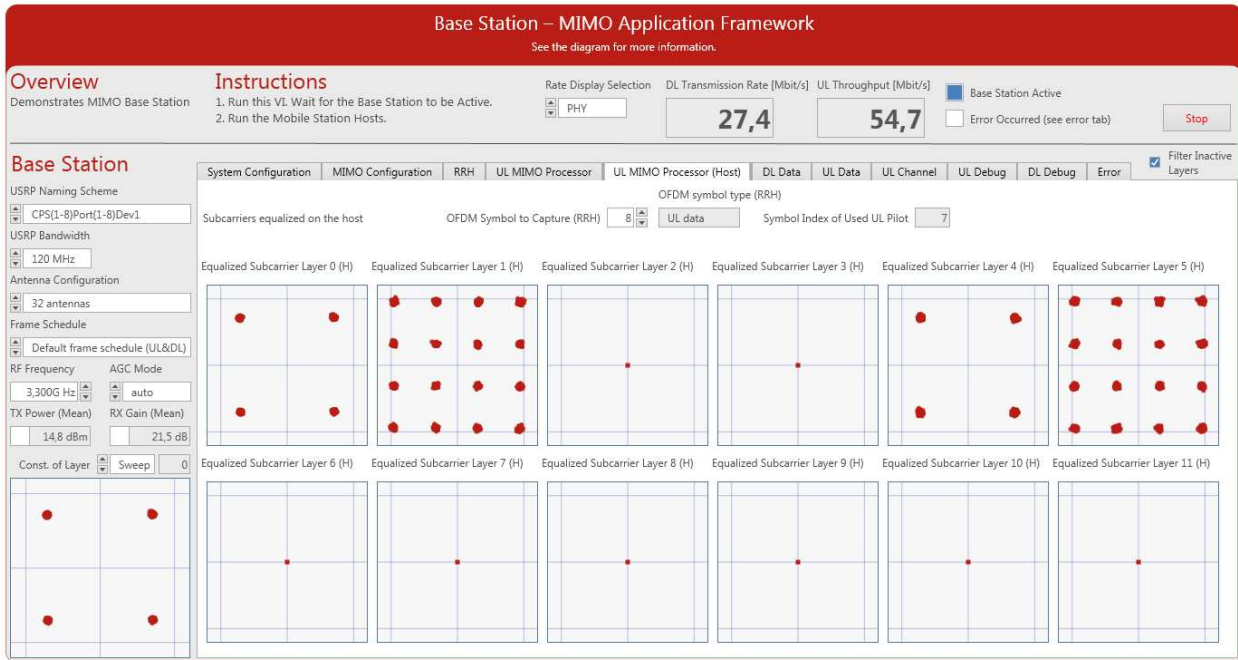 Base Station – MIMO Application Framework
See the diagram for more information.
Overview
Demonstrates MIMO Base Station
Instructions
1. Run this VI. Wait for the Base Station to be Active.
2. Run the Mobile Station Hosts.
Rate Display Selection
PHY
DL Transmission Rate [Mbit/s]
27,4
UL Throughput [Mbit/s]
54,7
Base Station Active
Error Occurred (see error tab)
Stop
Base Station
USRP Naming Scheme
CPS(1-8)Port(1-8)Dev1
USRP Bandwidth
120 MHz
Antenna Configuration
32 antennas
Frame Schedule
Default frame schedule (UL&DL)
RF Frequency AGC Mode
3,300G Hz auto
TX Power (Mean) RX Gain (Mean)
14,8 dBm 21,5 dB
Const. of Layer Sweep 0
System Configuration MIMO Configuration RRH UL MIMO Processor UL MIMO Processor (Host) DL Data UL Data UL Channel UL Debug DL Debug Error
Filter Inactive
Layers
OFDM symbol type (RRH)
Subcarriers equalized on the host OFDM Symbol to Capture (RRH) 8 UL data Symbol Index of Used UL Pilot 7
Equalized Subcarrier Layer 0 (H) Equalized Subcarrier Layer 1 (H) Equalized Subcarrier Layer 2 (H) Equalized Subcarrier Layer 3 (H) Equalized Subcarrier Layer 4 (H) Equalized Subcarrier Layer 5 (H)
Equalized Subcarrier Layer 6 (H) Equalized Subcarrier Layer 7 (H) Equalized Subcarrier Layer 8 (H) Equalized Subcarrier Layer 9 (H) Equalized Subcarrier Layer 10 (H) Equalized Subcarrier Layer 11 (H)